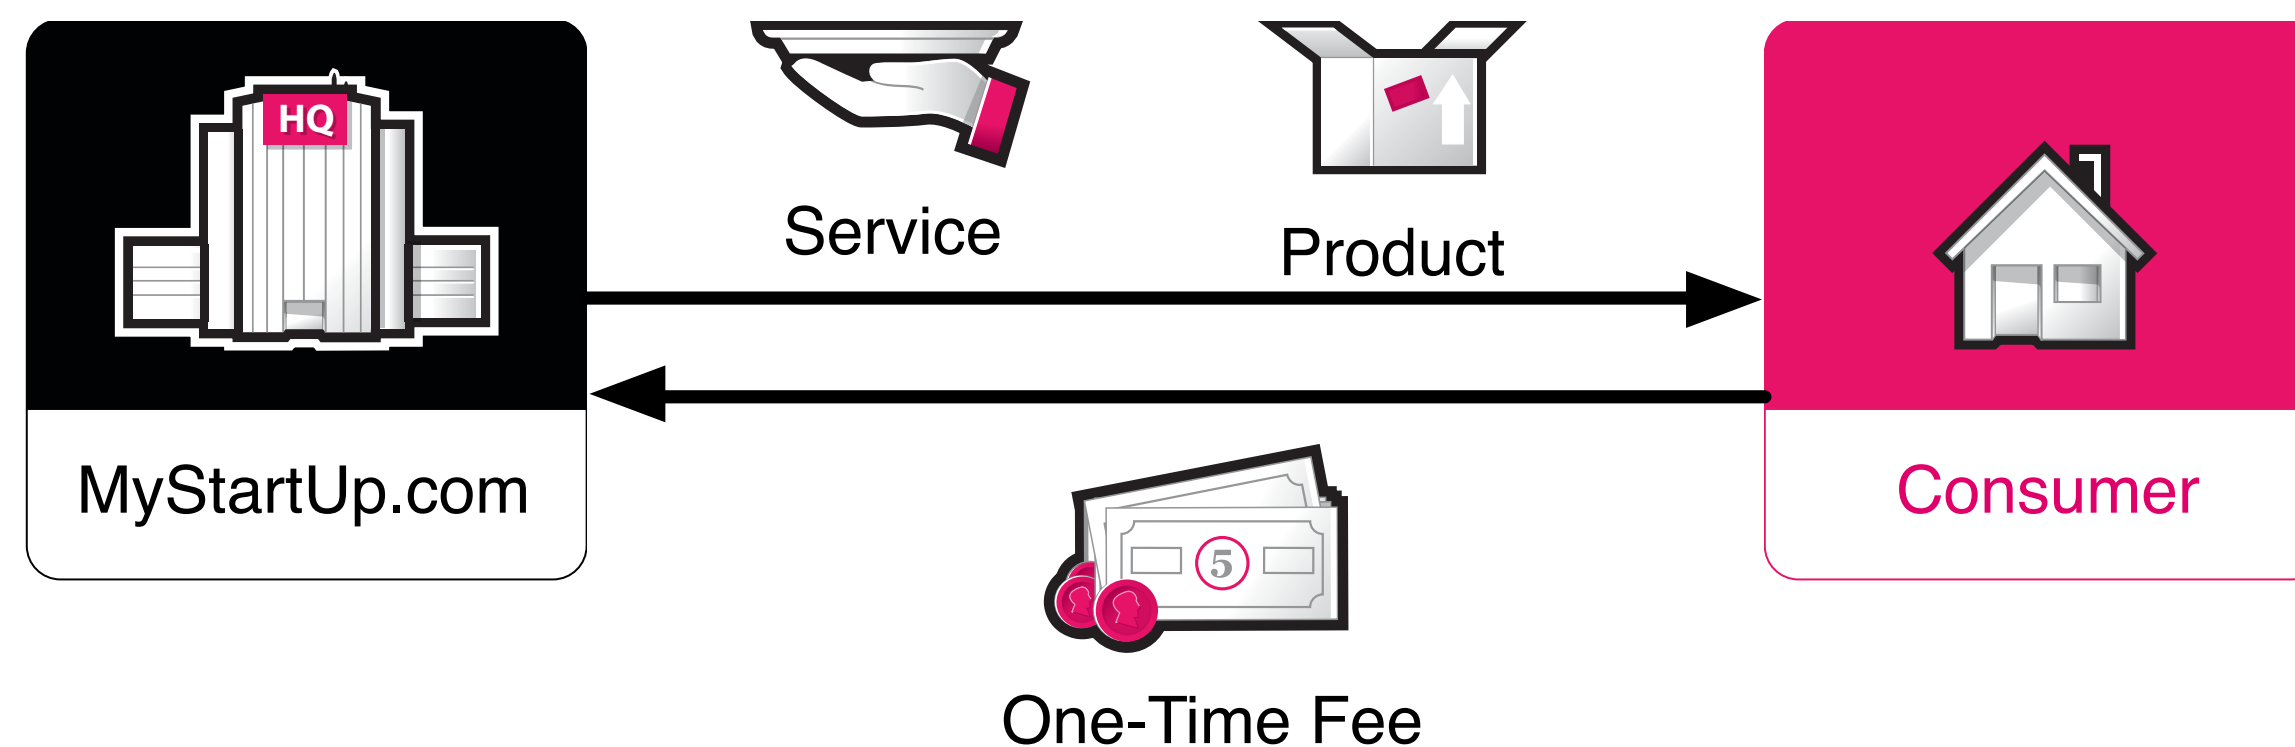 HQ
Service
Product
MyStartUp.com
Consumer
5
One-Time Fee